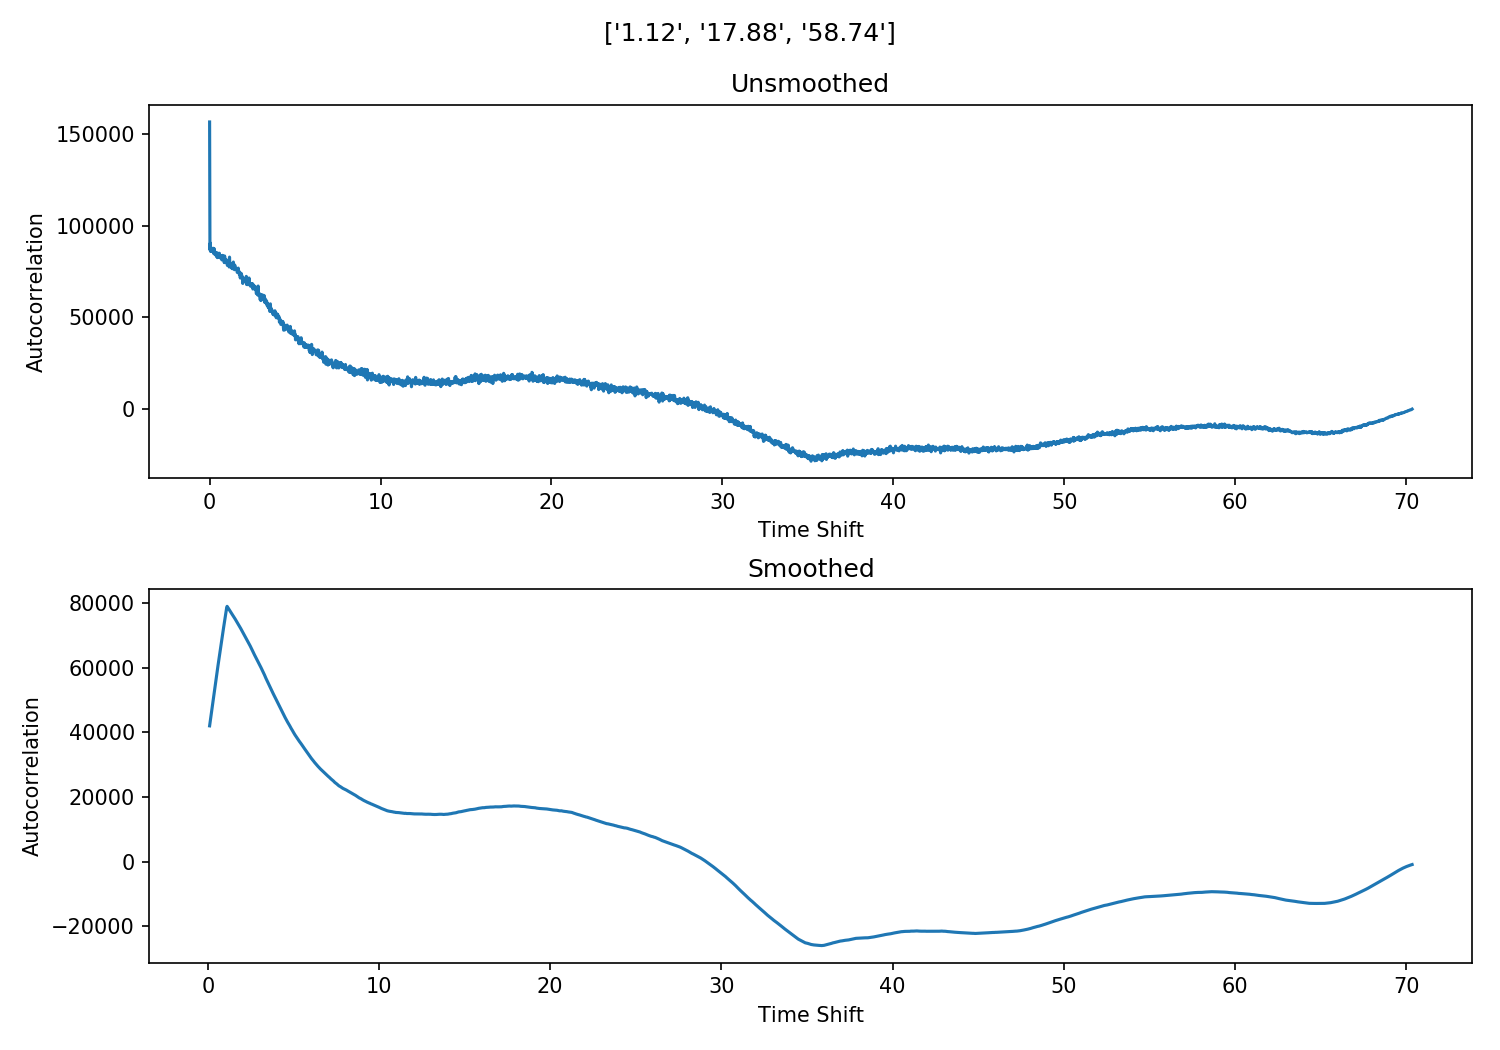 ['1.12', '17.88', '58.74']
Unsmoothed
150000
100000
50000
0
Autocorrelation
0 10 20 30 40 50 60 70
Time Shift
Smoothed
80000
60000
40000
20000
0
−20000
Autocorrelation
0 10 20 30 40 50 60 70
Time Shift